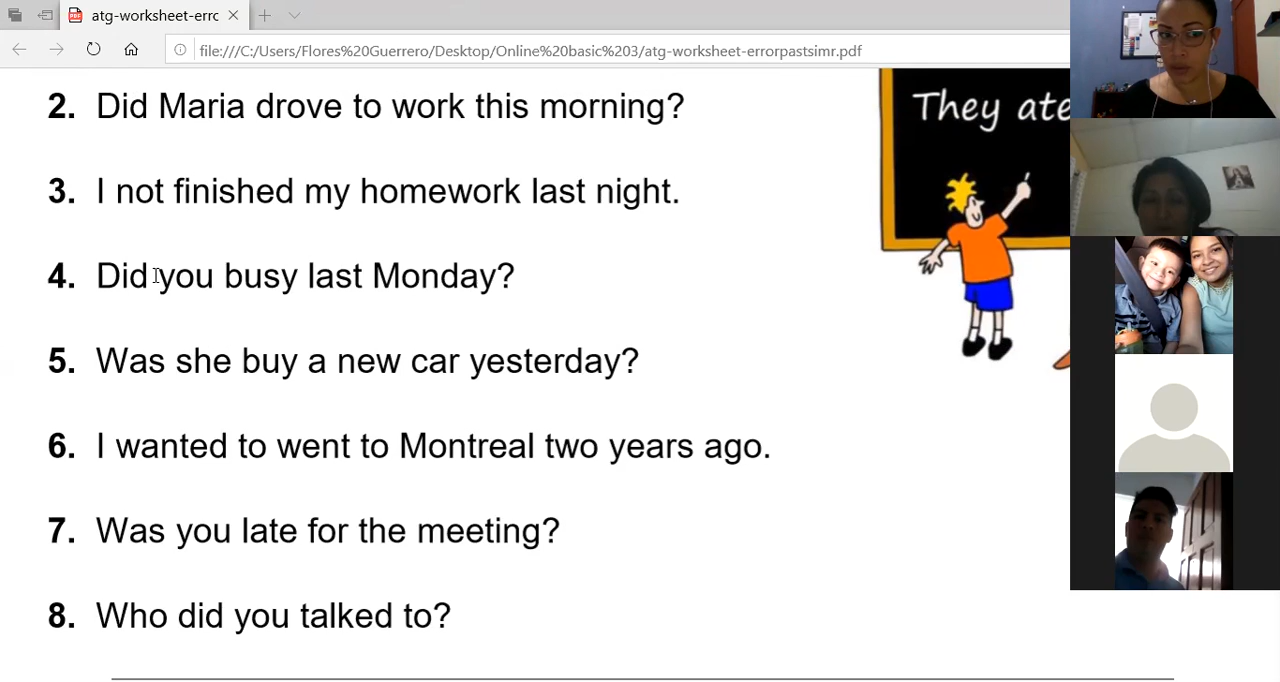 atg-worksheet-errc
file:///C:/Users/Flores%20Guerrero/Desktop/Online%20basic%203/atg-worksheet-errorpastsimr.pdf
2. Did Maria drove to work this morning?
They ate
3. I not finished my homework last night.
4. Did you busy last Monday?
5. Was she buy a new car yesterday?
6. I wanted to went to Montreal two years ago.
7. Was you late for the meeting?
8. Who did you talked to?